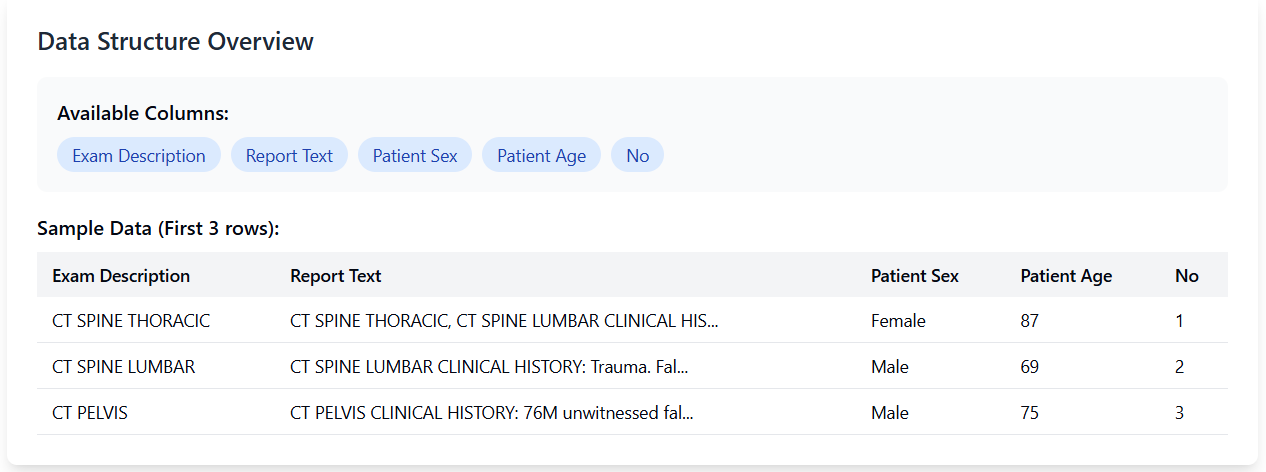 Data Structure Overview
Available Columns:
Exam Description Report Text Patient Sex Patient Age No
Sample Data (First 3 rows):
Exam Description Report Text Patient Sex Patient Age No
CT SPINE THORACIC CT SPINE THORACIC, CT SPINE LUMBAR CLINICAL HIS... Female 87 1
CT SPINE LUMBAR CT SPINE LUMBAR CLINICAL HISTORY: Trauma. Fal... Male 69 2
CT PELVIS CT PELVIS CLINICAL HISTORY: 76M unwitnessed fal... Male 75 3